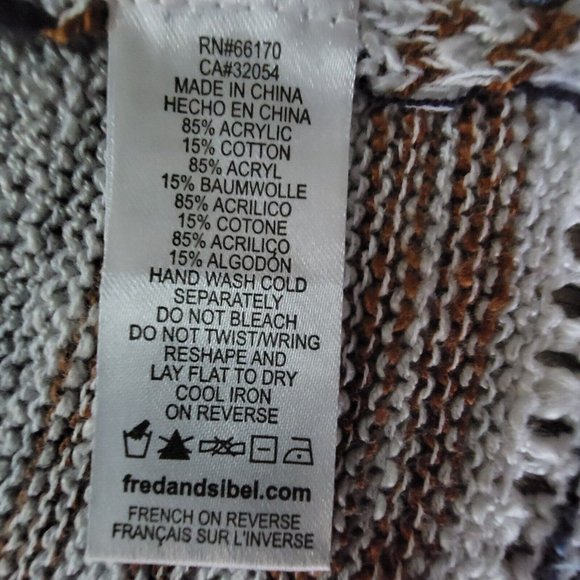 RN#66170
CA#32054
MADE IN CHINA
HECHO EN CHINA
85% ACRYLIC
15% COTTON
85% ACRYL
15% BAUMWOLLE
85% ACRILICO
15% COTONE
85% ACRILIÇO
15% ALGODÓN
HAND WASH COLD
SEPARATELY
DO NOT BLEACH
DO NOT TWIST/WRING
RESHAPE AND
LAY FLAT TO DRY
COOL IRON
ON REVERSE
fredandsibel.com
FRENCH ON REVERSE
FRANÇAIS SUR L'INVERSE